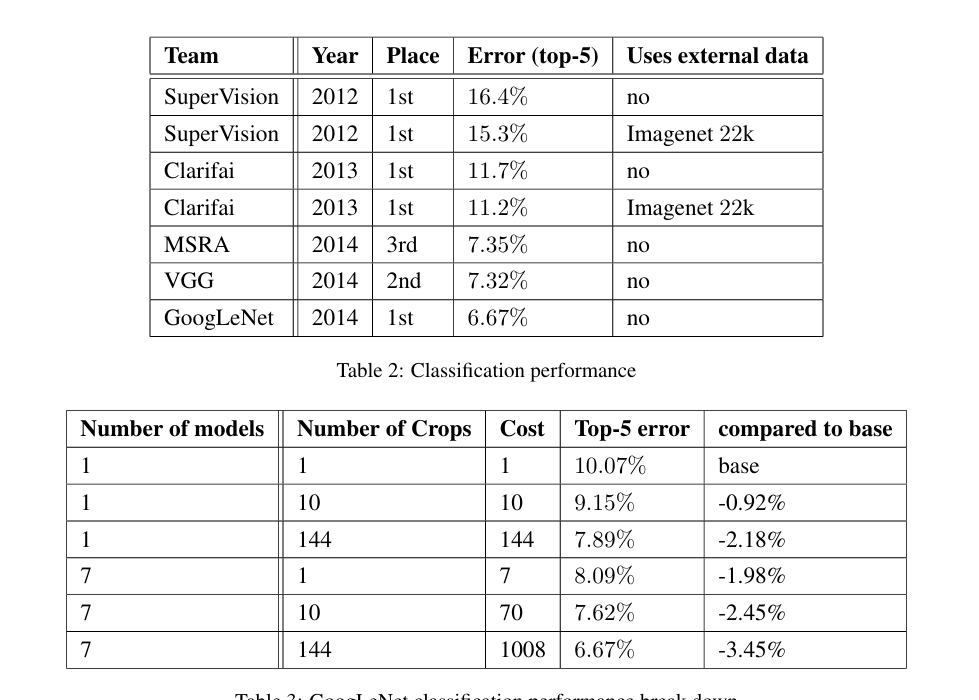 Team Year Place Error (top-5) Uses external data
SuperVision 2012 1st 16.4% no
SuperVision 2012 1st 15.3% Imagenet 22k
Clarifai 2013 1st 11.7% no
Clarifai 2013 1st 11.2% Imagenet 22k
MSRA 2014 3rd 7.35% no
VGG 2014 2nd 7.32% no
GoogLeNet 2014 1st 6.67% no
Table 2: Classification performance
Number of models Number of Crops Cost Top-5 error compared to base
1 1 1 10.07% base
1 10 10 9.15% -0.92%
1 144 144 7.89% -2.18%
7 1 7 8.09% -1.98%
7 10 70 7.62% -2.45%
7 144 1008 6.67% -3.45%
Table 3: GoogLeNet classification performance break down